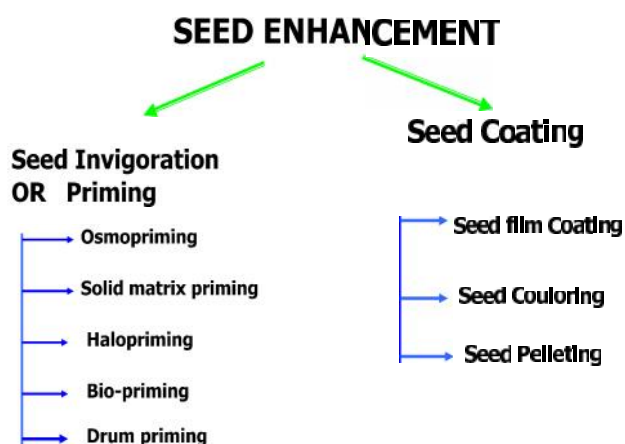 SEED ENHANCEMENT
Seed Invigoration
OR Priming
Osmopriming
Solid matrix priming
Halopriming
Bio-priming
Drum priming
Seed Coating
Seed film Coating
Seed Couloring
Seed Pelleting